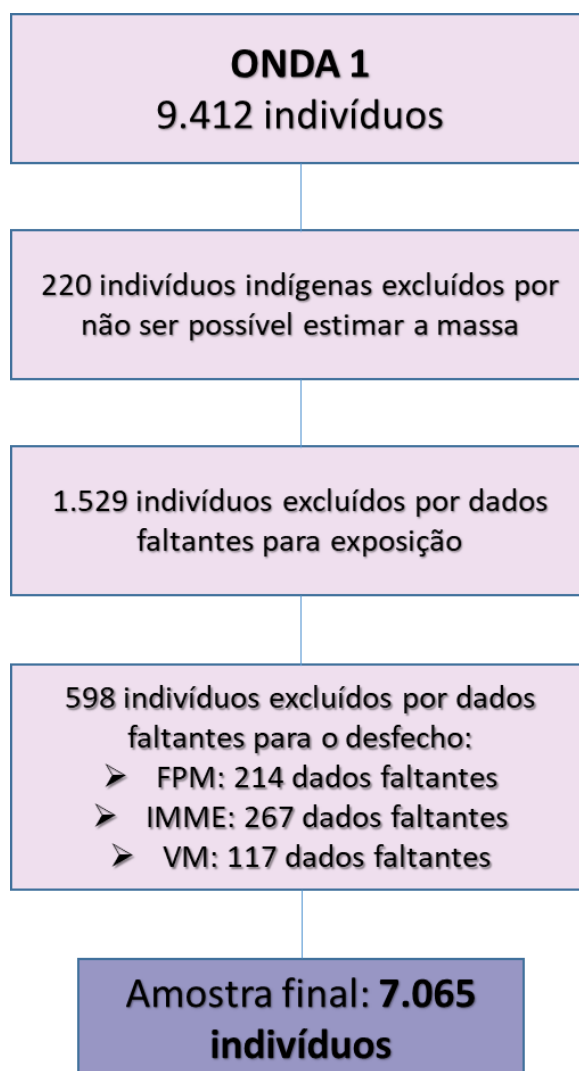 ONDA 1
9.412 indivíduos
220 indivíduos indígenas excluídos por
não ser possível estimar a massa
1.529 indivíduos excluídos por dados
faltantes para exposição
598 indivíduos excluídos por dados
faltantes para o desfecho:
➤ FPM: 214 dados faltantes
➤ IMME: 267 dados faltantes
➤ VM: 117 dados faltantes
Amostra final: 7.065
indivíduos